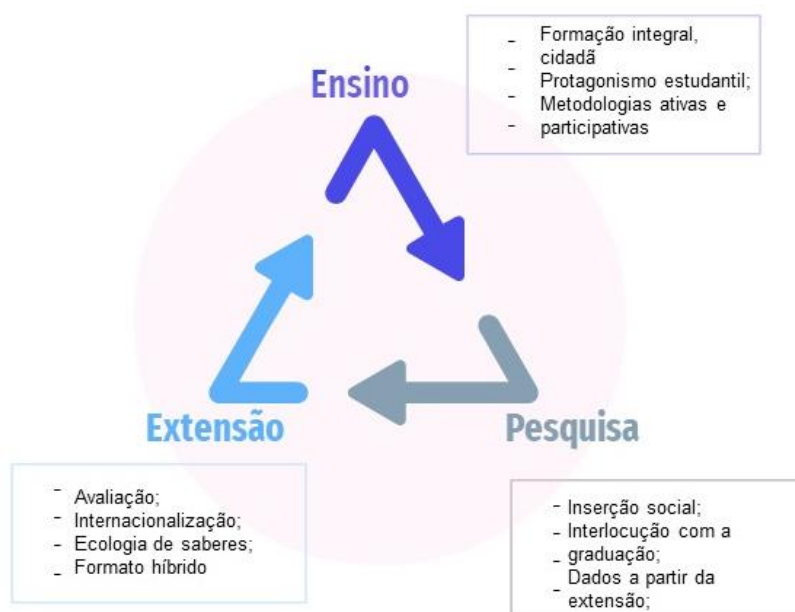 Ensino
- Formação integral,
- cidadã
- Protagonismo estudantil;
- Metodologias ativas e
- participativas
Extensão
Pesquisa
- Avaliação;
- Internacionalização;
- Ecologia de saberes;
- Formato híbrido
- Inserção social;
- Interlocução com a
- graduação;
- Dados a partir da
- extensão;